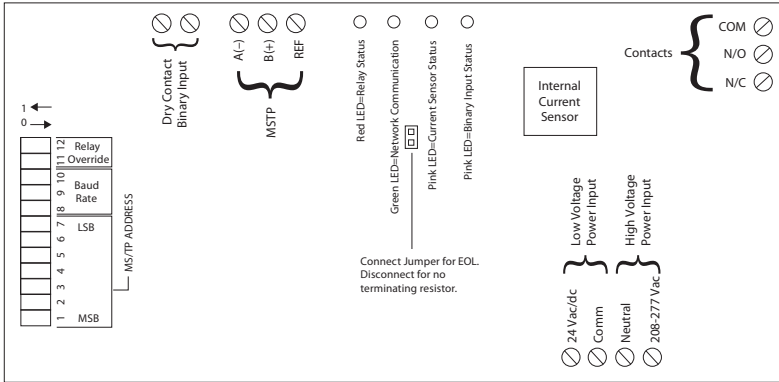 Dry Contact
Binary Input
A(-)
B(+)
REF
MSTP
Red LED=Relay Status
Green LED=Network Communication
Pink LED=Current Sensor Status
Pink LED=Binary Input Status
Internal
Current
Sensor
Contacts
COM
N/O
N/C
1
0
12
11
10
9
8
7
6
5
4
3
2
1
Relay
Override
Baud
Rate
LSB
MSB
MS/TP ADDRESS
Connect Jumper for EOL.
Disconnect for no
terminating resistor.
Low Voltage
Power Input
High Voltage
Power Input
24 Vac/dc
Comm
Neutral
208-277 Vac